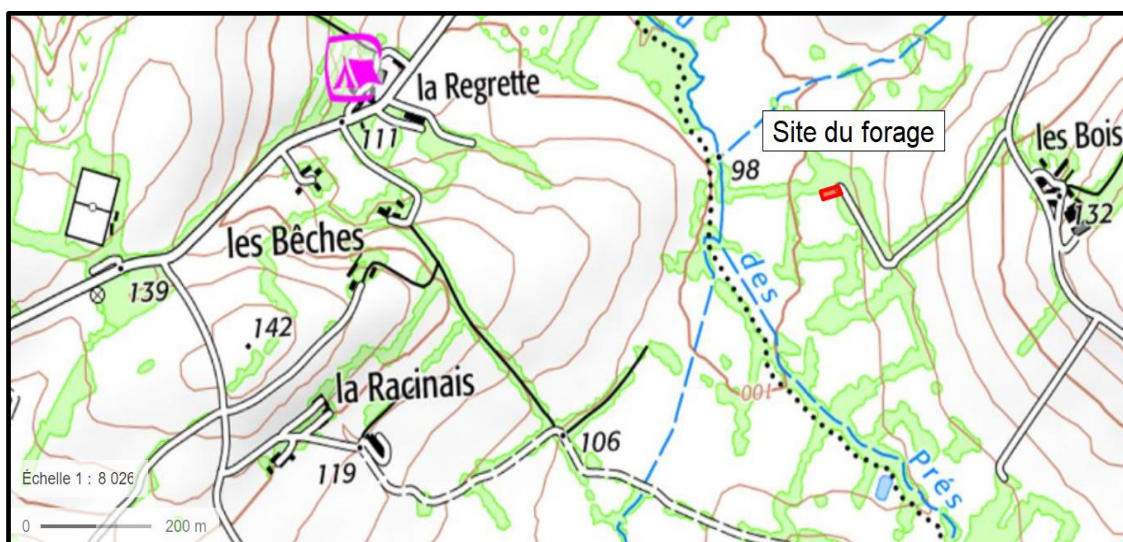 la Regrette
111
Site du forage
98
les Bois
132
les Bêches
139
142
des
la Racinais
100
106
119
Prés
Échelle 1 : 8 026
0 200 m